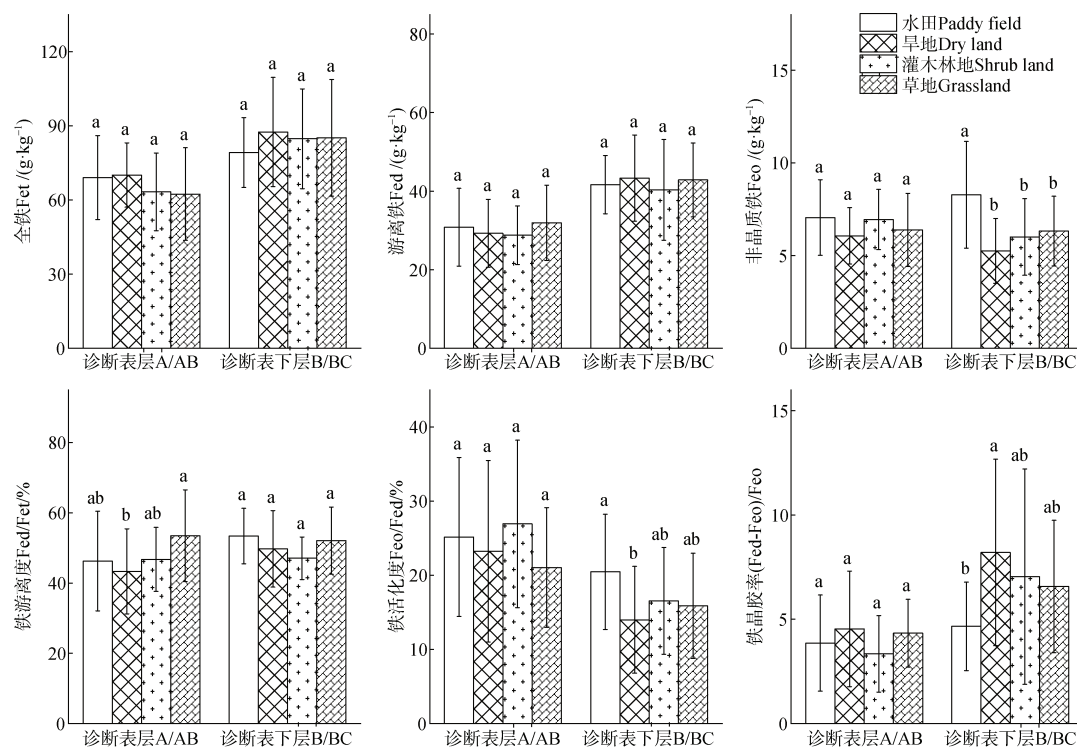 水田Paddy field
旱地Dry land
灌木林地Shrub land
草地Grassland
全铁Fet /(g·kg⁻¹)
120
90
60
30
0
a a a a a a a a
诊断表层A/AB 诊断表下层B/BC
游离铁Fed /(g·kg⁻¹)
80
60
40
20
0
a a a a a a a a
诊断表层A/AB 诊断表下层B/BC
非晶质铁Feo /(g·kg⁻¹)
15
10
5
0
a a a a a b b b
诊断表层A/AB 诊断表下层B/BC
铁游离度Fed/Fet/%
80
60
40
20
0
ab b ab a a a a a
诊断表层A/AB 诊断表下层B/BC
铁活化度Feo/Fed/%
40
30
20
10
0
a a a a a b ab ab
诊断表层A/AB 诊断表下层B/BC
铁晶胶率(Fed-Feo)/Feo
15
10
5
0
a a a a b a ab ab
诊断表层A/AB 诊断表下层B/BC